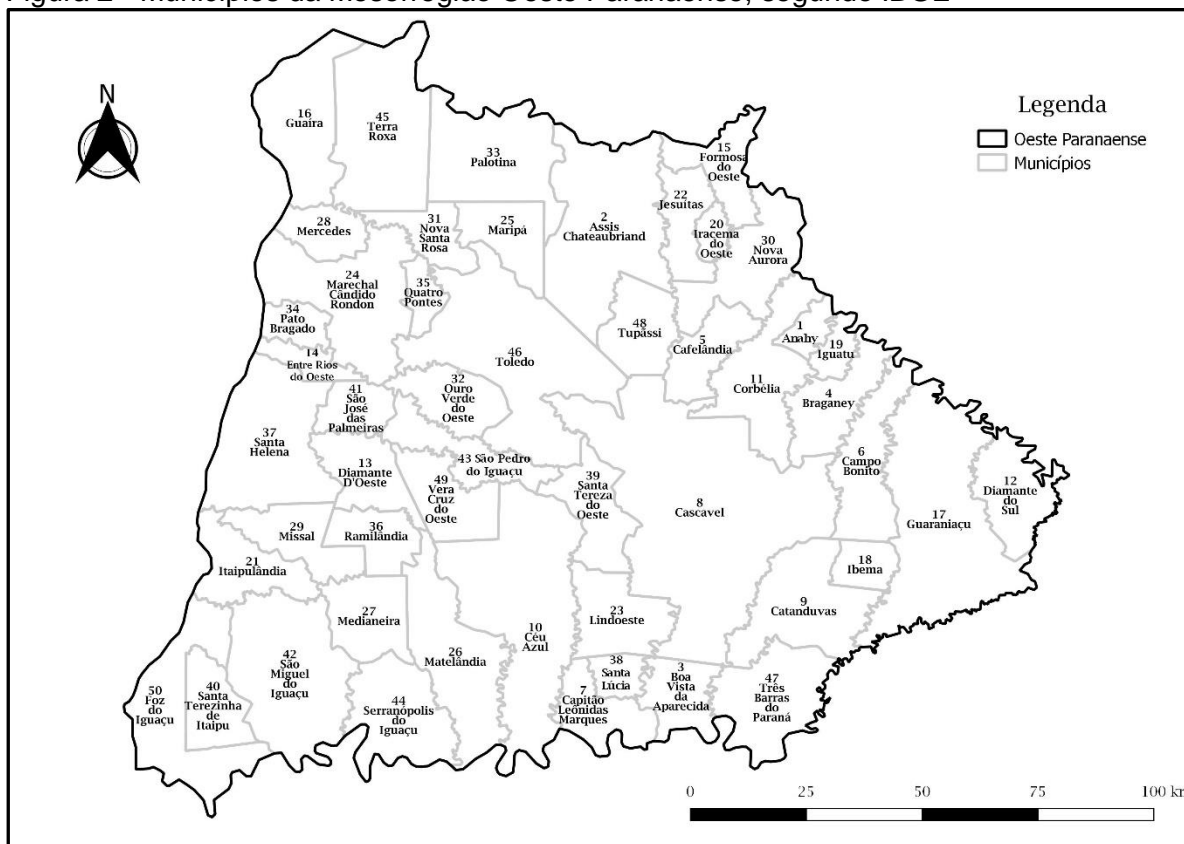 Figura 2 - Municípios da Mesorregião Oeste Paranaense, segundo IBGE
N
Legenda
Oeste Paranaense
Municípios
16
Guaíra
45
Terra
Roxa
33
Palotina
15
Formosa
do
Oeste
22
Jesuítas
2
Assis
Chateaubriand
20
Iracema
do Oeste
30
Nova
Aurora
28
Mercedes
31
Nova
Santa
Rosa
25
Maripá
24
Marechal
Cândido
Rondon
35
Quatro
Pontes
34
Pato
Bragado
48
Tupãssi
5
Cafelândia
1
Anahy
19
Iguatu
14
Entre Rios
do Oeste
46
Toledo
11
Corbélia
4
Braganey
41
São
José
das
Palmeiras
32
Ouro
Verde
do Oeste
37
Santa
Helena
13
Diamante
D'Oeste
43 São Pedro
do Iguaçu
49
Vera
Cruz
do Oeste
39
Santa
Tereza
do
Oeste
8
Cascavel
6
Campo
Bonito
12
Diamante
do
Sul
17
Guaraniaçu
29
Missal
36
Ramilândia
21
Itaipulândia
18
Ibema
9
Catanduvas
27
Medianeira
10
Céu
Azul
23
Lindoeste
26
Matelândia
42
São
Miguel
do
Iguaçu
50
Foz
do
Iguaçu
40
Santa
Terezinha
de
Itaipu
44
Serranópolis
do
Iguaçu
38
Santa
Lúcia
7
Capitão
Leônidas
Marques
3
Boa
Vista
da
Aparecida
47
Três
Barras
do
Paraná
0 25 50 75 100 km